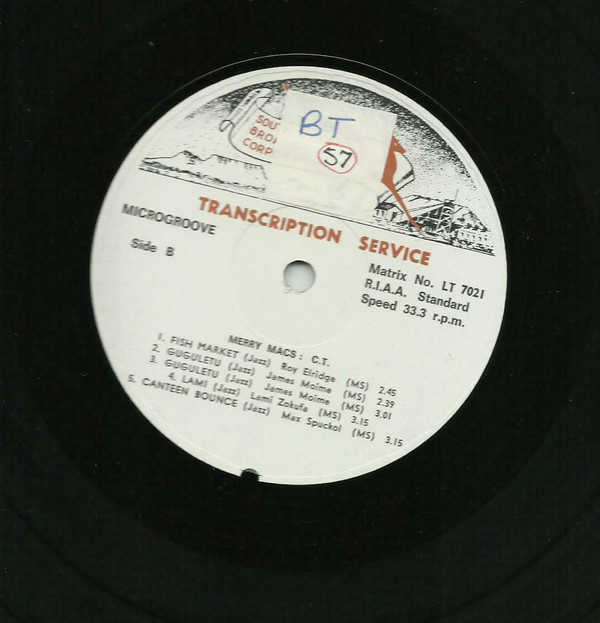 SOUT
BROA
CORP
BT
57
TRANSCRIPTION SERVICE
MICROGROOVE
Side B
Matrix No. LT 7021
R.I.A.A. Standard
Speed 33.3 r.p.m.
MERRY MACS: C.T.
1. FISH MARKET (Jazz) Roy Elridge (MS) 2.45
2. GUGULETU (Jazz) James Moime (MS) 2.39
3. GUGULETU (Jazz) James Moime (MS) 3.01
4. LAMI (Jazz) Lami Zokufa (MS) 3.15
5. CANTEEN BOUNCE (Jazz) Max Spuckol (MS) 3.15